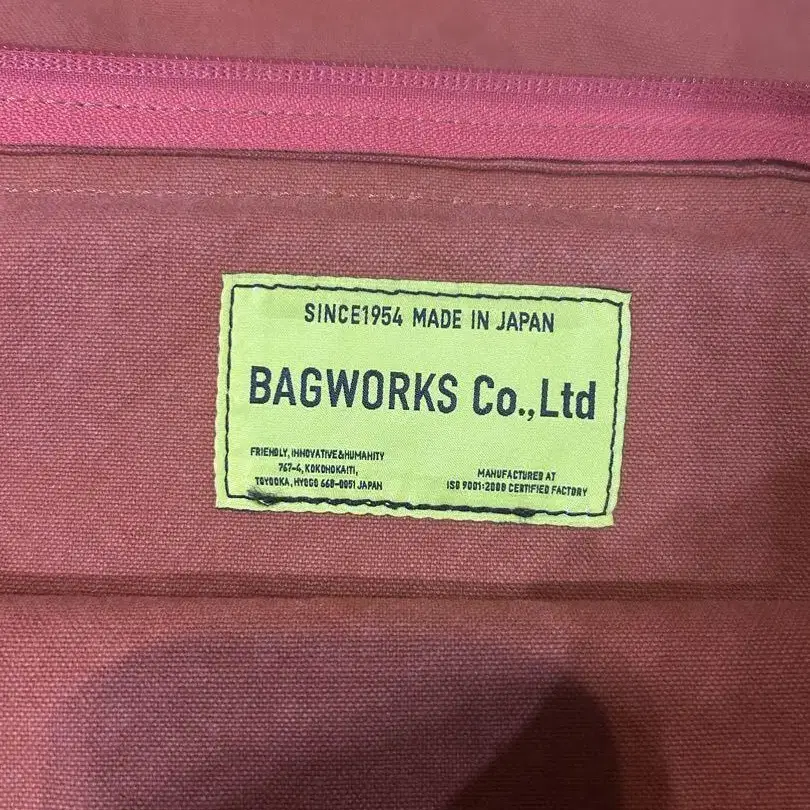 SINCE1954 MADE IN JAPAN
BAGWORKS Co.,Ltd
FRIENDLY, INNOVATIVE&HUMANITY
767-4, KOKONOKAITI,
TOYOOKA, HYOGO 668-0051 JAPAN
MANUFACTURED AT
ISO 9001:2008 CERTIFIED FACTORY